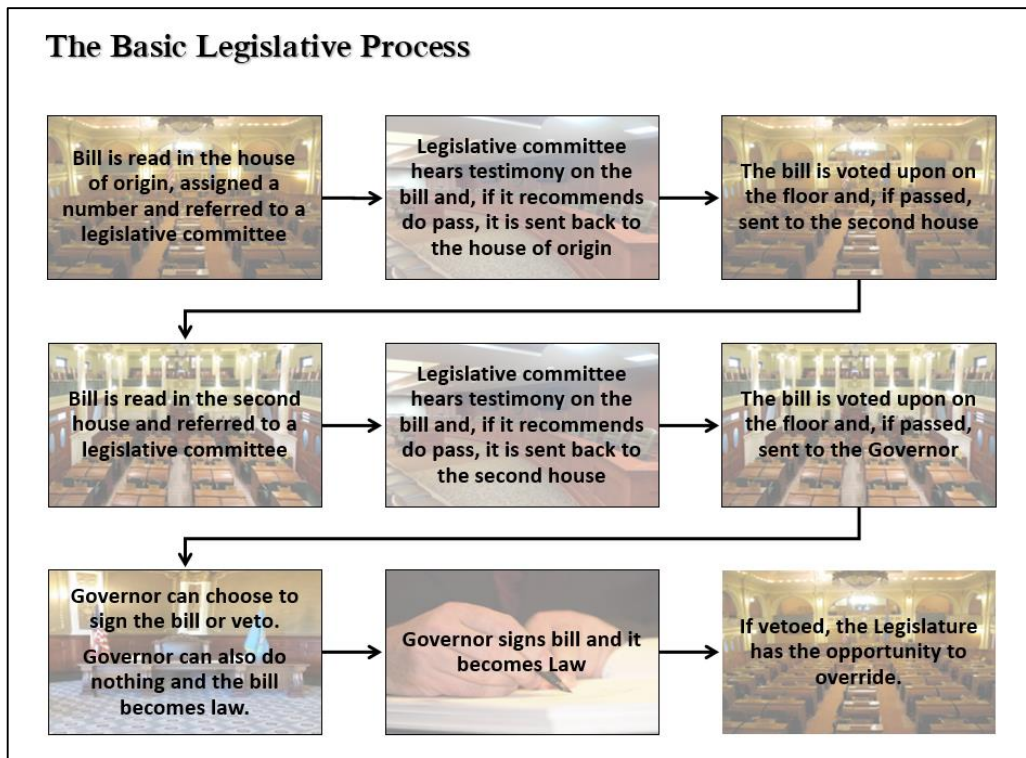 The Basic Legislative Process
Bill is read in the house
of origin, assigned a
number and referred to a
legislative committee
Legislative committee
hears testimony on the
bill and, if it recommends
do pass, it is sent back to
the house of origin
The bill is voted upon on
the floor and, if passed,
sent to the second house
Bill is read in the second
house and referred to a
legislative committee
Legislative committee
hears testimony on the
bill and, if it recommends
do pass, it is sent back to
the second house
The bill is voted upon on
the floor and, if passed,
sent to the Governor
Governor can choose to
sign the bill or veto.
Governor can also do
nothing and the bill
becomes law.
Governor signs bill and it
becomes Law
If vetoed, the Legislature
has the opportunity to
override.